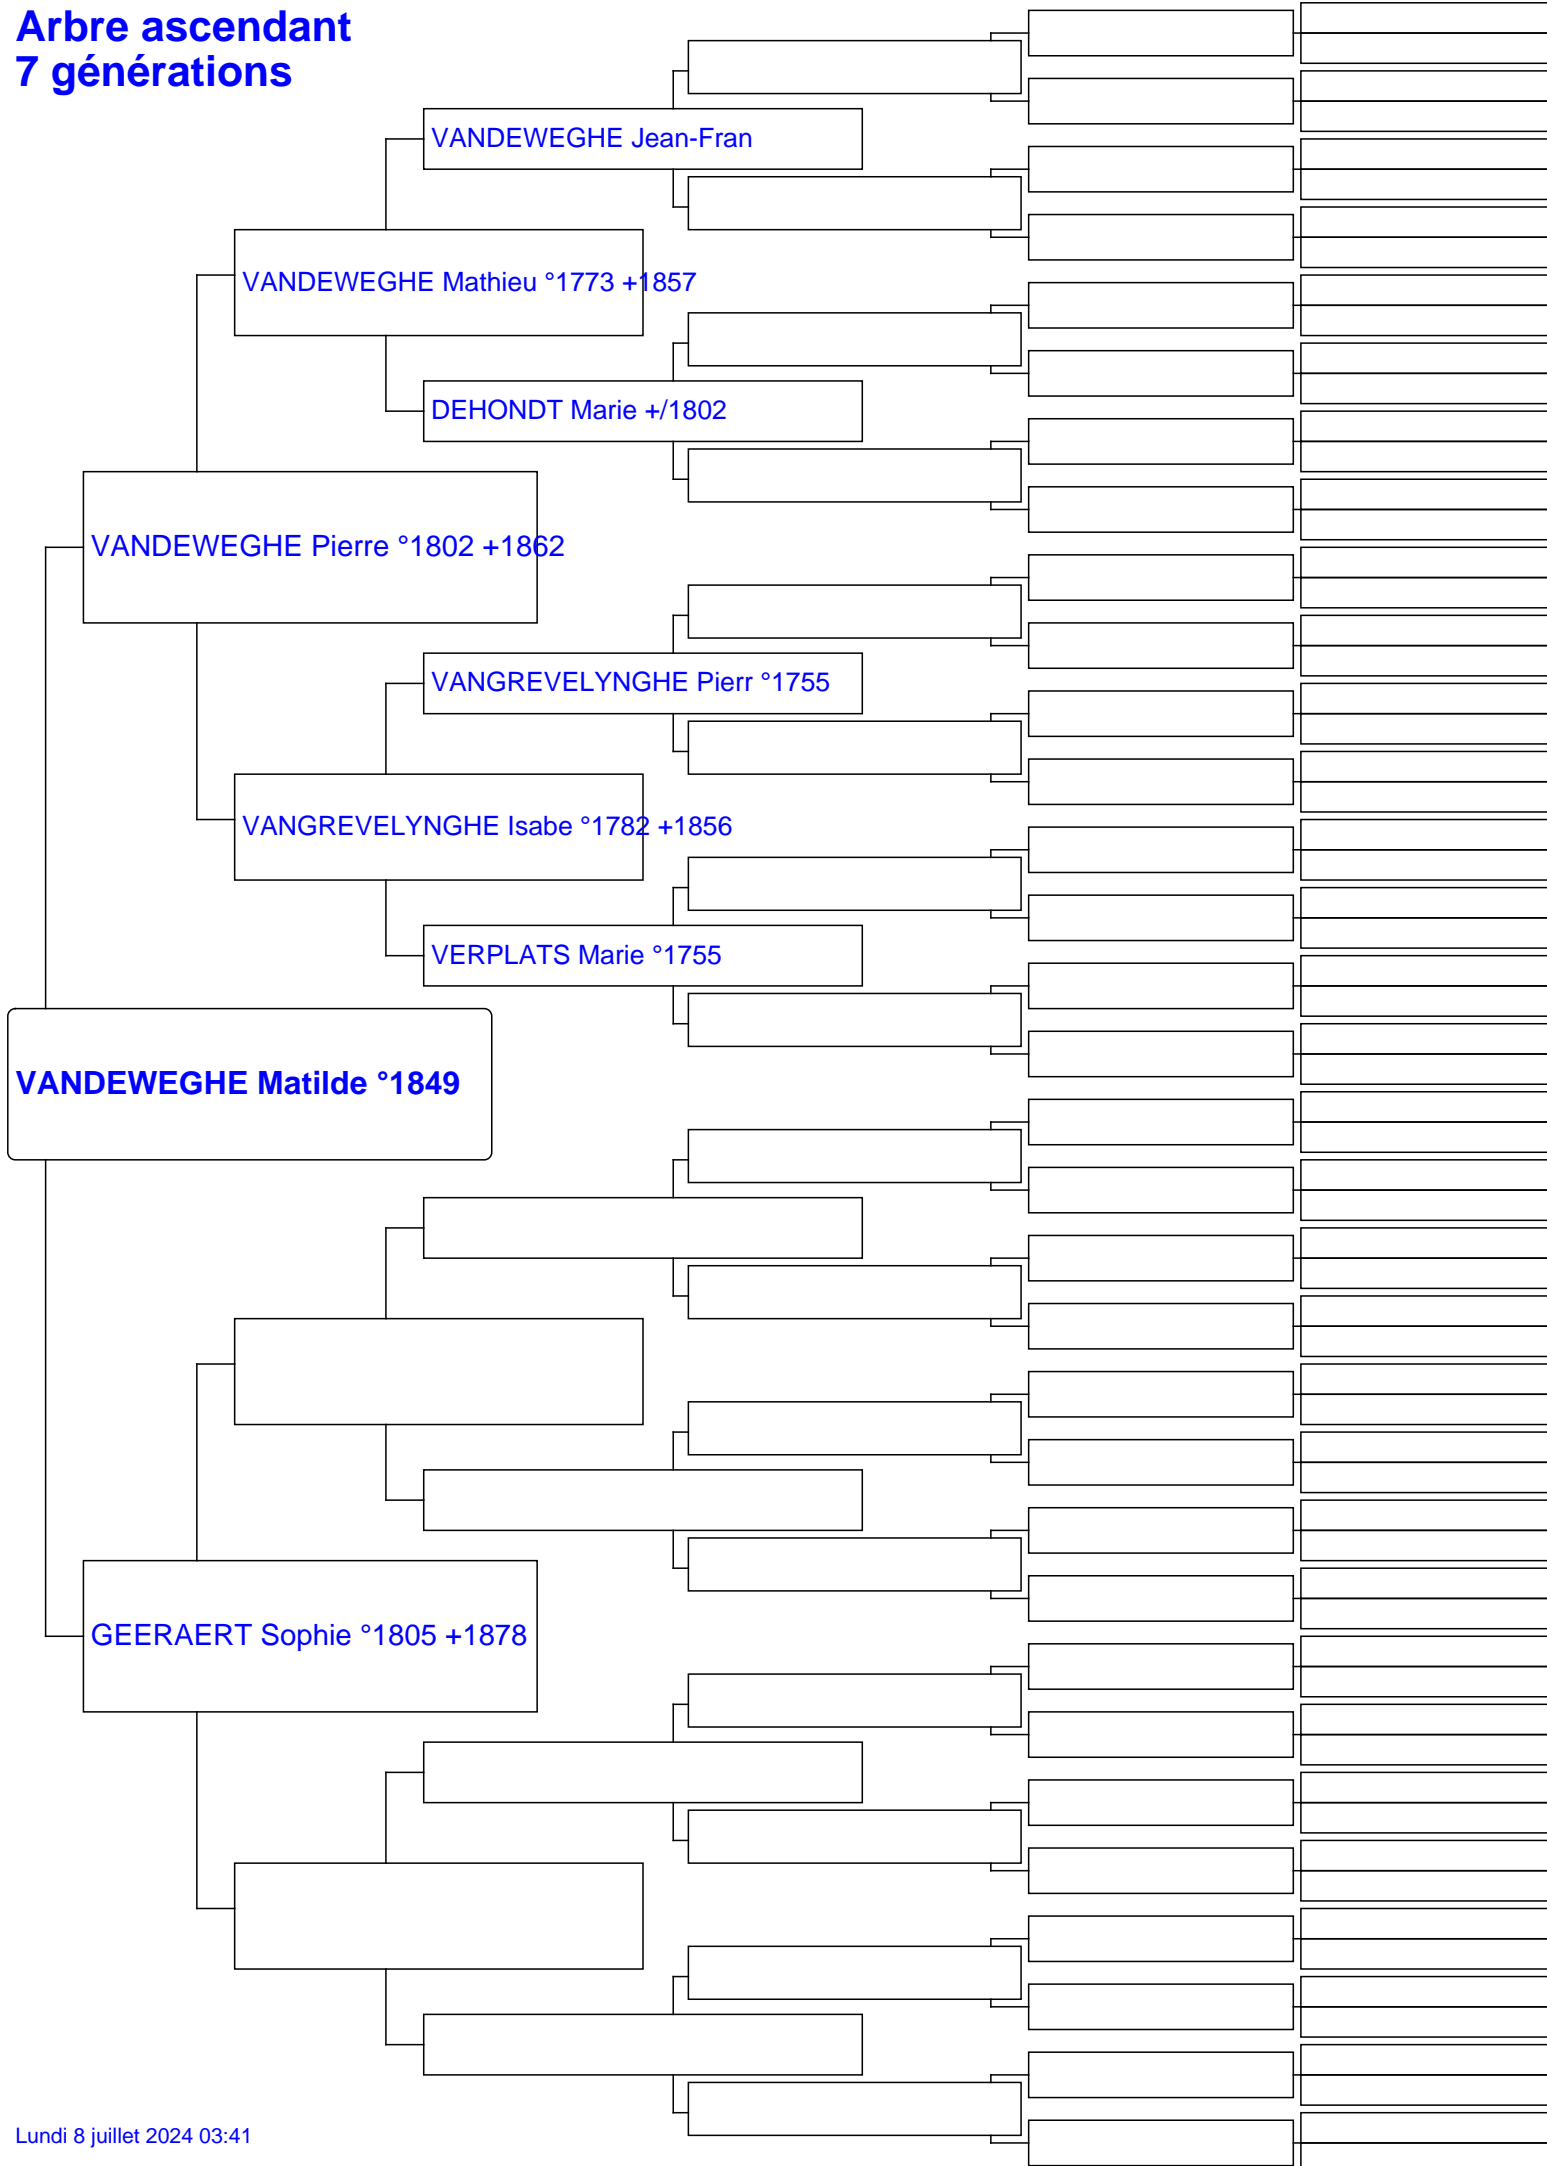 Arbre ascendant
7 générations
VANDEWEGHE Jean-Fran
VANDEWEGHE Mathieu °1773 +1857
DEHONDT Marie +/1802
VANDEWEGHE Pierre °1802 +1862
VANGREVELYNGHE Pierr °1755
VANGREVELYNGHE Isabe °1782 +1856
VERPLATS Marie °1755
VANDEWEGHE Matilde °1849
GEERAERT Sophie °1805 +1878
Lundi 8 juillet 2024 03:41